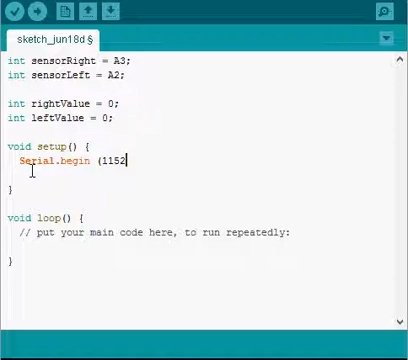 sketch_jun18d §
int sensorRight = A3;
int sensorLeft = A2;
int rightValue = 0;
int leftValue = 0;
void setup() {
Serial.begin (1152
}
void loop() {
// put your main code here, to run repeatedly:
}